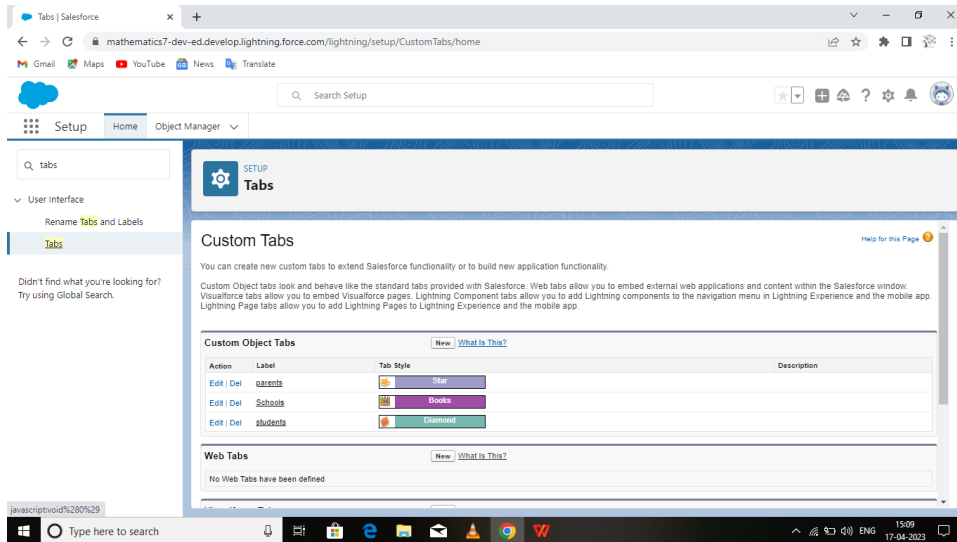 Tabs | Salesforce
mathematics7-dev-ed.develop.lightning.force.com/lightning/setup/CustomTabs/home
Gmail Maps YouTube News Translate
Search Setup
Setup Home Object Manager
tabs
User Interface
Rename Tabs and Labels
Tabs
Didn't find what you're looking for?
Try using Global Search.
SETUP
Tabs
Custom Tabs
Help for this Page
You can create new custom tabs to extend Salesforce functionality or to build new application functionality.
Custom Object tabs look and behave like the standard tabs provided with Salesforce. Web tabs allow you to embed external web applications and content within the Salesforce window.
Visualforce tabs allow you to embed Visualforce pages. Lightning Component tabs allow you to add Lightning components to the navigation menu in Lightning Experience and the mobile app.
Lightning Page tabs allow you to add Lightning Pages to Lightning Experience and the mobile app.
Custom Object Tabs New What Is This?
Action Label Tab Style Description
Edit | Del parents Star
Edit | Del Schools Books
Edit | Del students Diamond
Web Tabs New What Is This?
No Web Tabs have been defined
javascript:void%280%29
Type here to search
ENG
15:09
17-04-2023